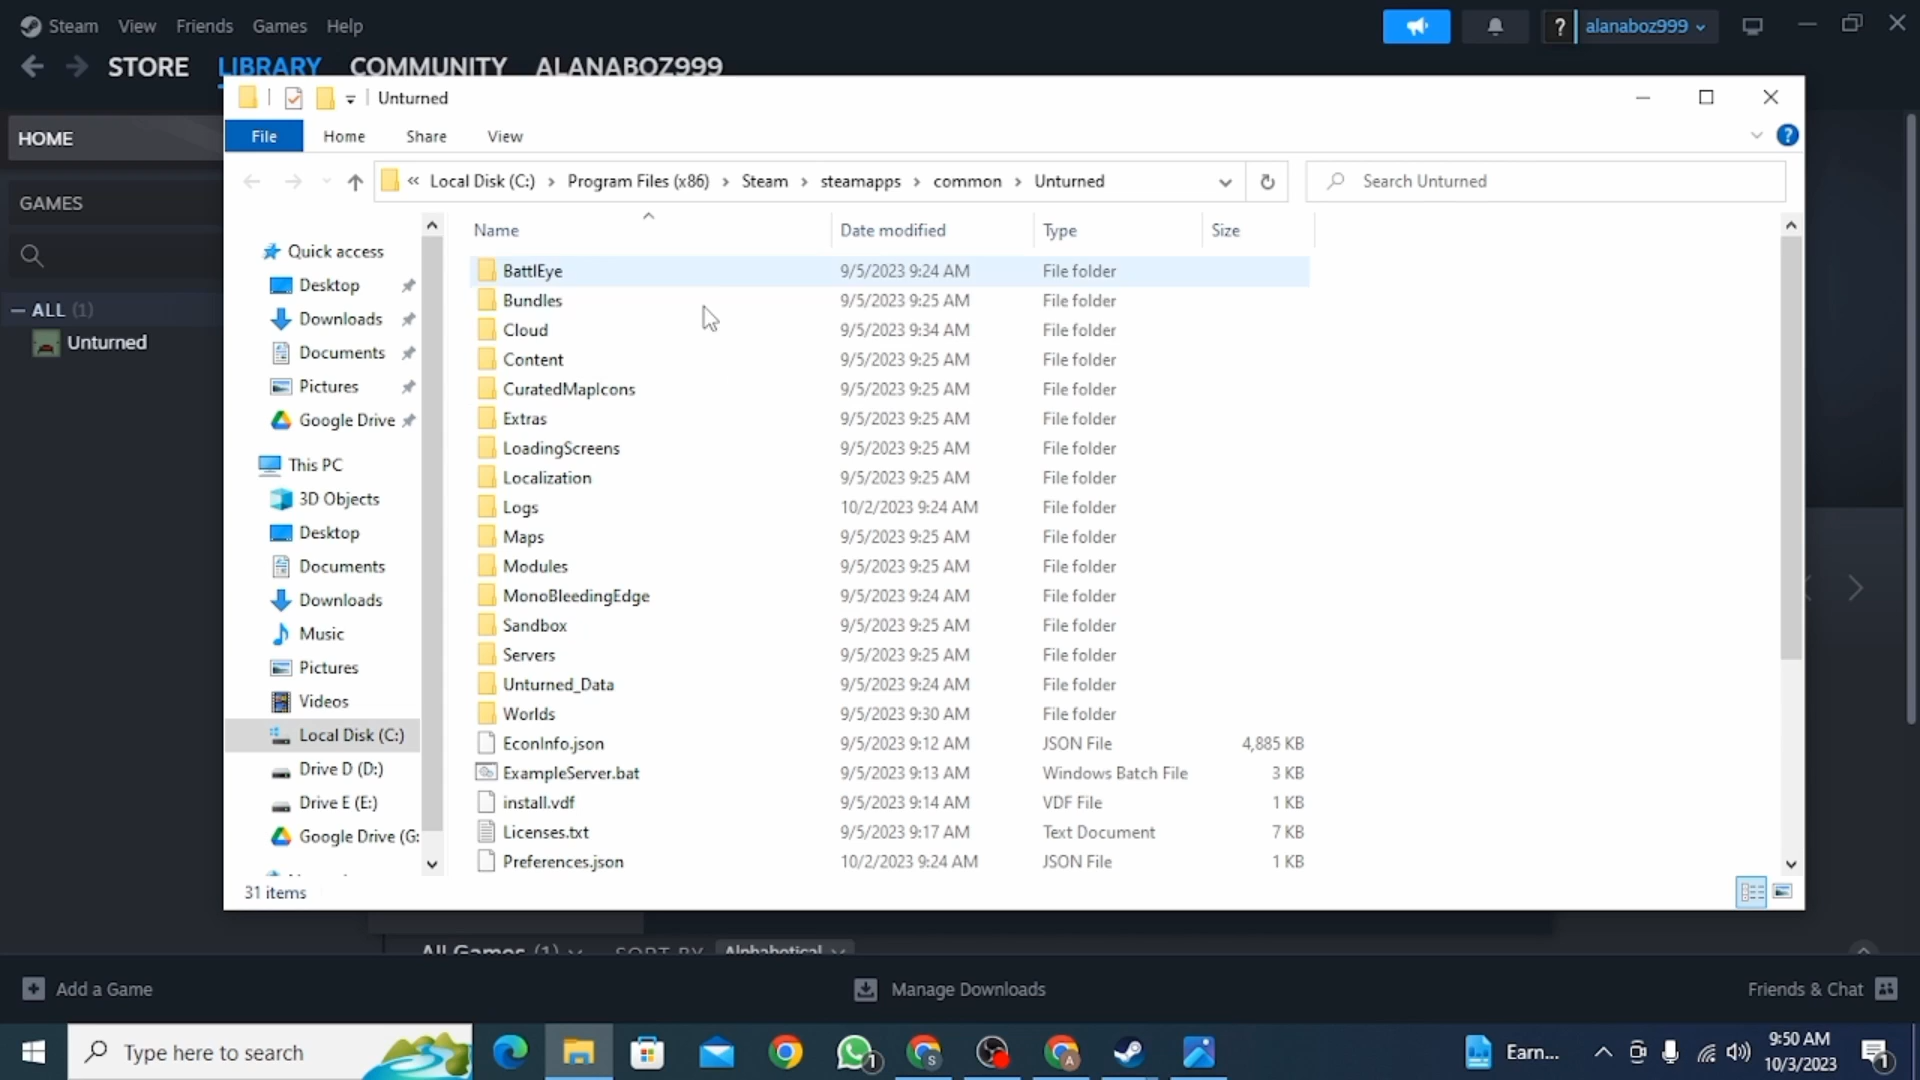 Steam View Friends Games Help
? alanaboz999
STORE LIBRARY COMMUNITY ALANABOZ999
Unturned
HOME
File Home Share View ?
« Local Disk (C:) › Program Files (x86) › Steam › steamapps › common › Unturned
Search Unturned
GAMES
ALL (1)
Unturned
Quick access
Desktop
Downloads
Documents
Pictures
Google Drive
This PC
3D Objects
Desktop
Documents
Downloads
Music
Pictures
Videos
Local Disk (C:)
Drive D (D:)
Drive E (E:)
Google Drive (G:
Name Date modified Type Size
BattlEye 9/5/2023 9:24 AM File folder
Bundles 9/5/2023 9:25 AM File folder
Cloud 9/5/2023 9:34 AM File folder
Content 9/5/2023 9:25 AM File folder
CuratedMapIcons 9/5/2023 9:25 AM File folder
Extras 9/5/2023 9:25 AM File folder
LoadingScreens 9/5/2023 9:25 AM File folder
Localization 9/5/2023 9:25 AM File folder
Logs 10/2/2023 9:24 AM File folder
Maps 9/5/2023 9:25 AM File folder
Modules 9/5/2023 9:25 AM File folder
MonoBleedingEdge 9/5/2023 9:24 AM File folder
Sandbox 9/5/2023 9:25 AM File folder
Servers 9/5/2023 9:25 AM File folder
Unturned_Data 9/5/2023 9:24 AM File folder
Worlds 9/5/2023 9:30 AM File folder
EconInfo.json 9/5/2023 9:12 AM JSON File 4,885 KB
ExampleServer.bat 9/5/2023 9:13 AM Windows Batch File 3 KB
install.vdf 9/5/2023 9:14 AM VDF File 1 KB
Licenses.txt 9/5/2023 9:17 AM Text Document 7 KB
Preferences.json 10/2/2023 9:24 AM JSON File 1 KB
31 items
All Games (1) SORT BY Alphabetical
Add a Game Manage Downloads Friends & Chat
Type here to search
1
S
A
Earn...
9:50 AM
10/3/2023
1